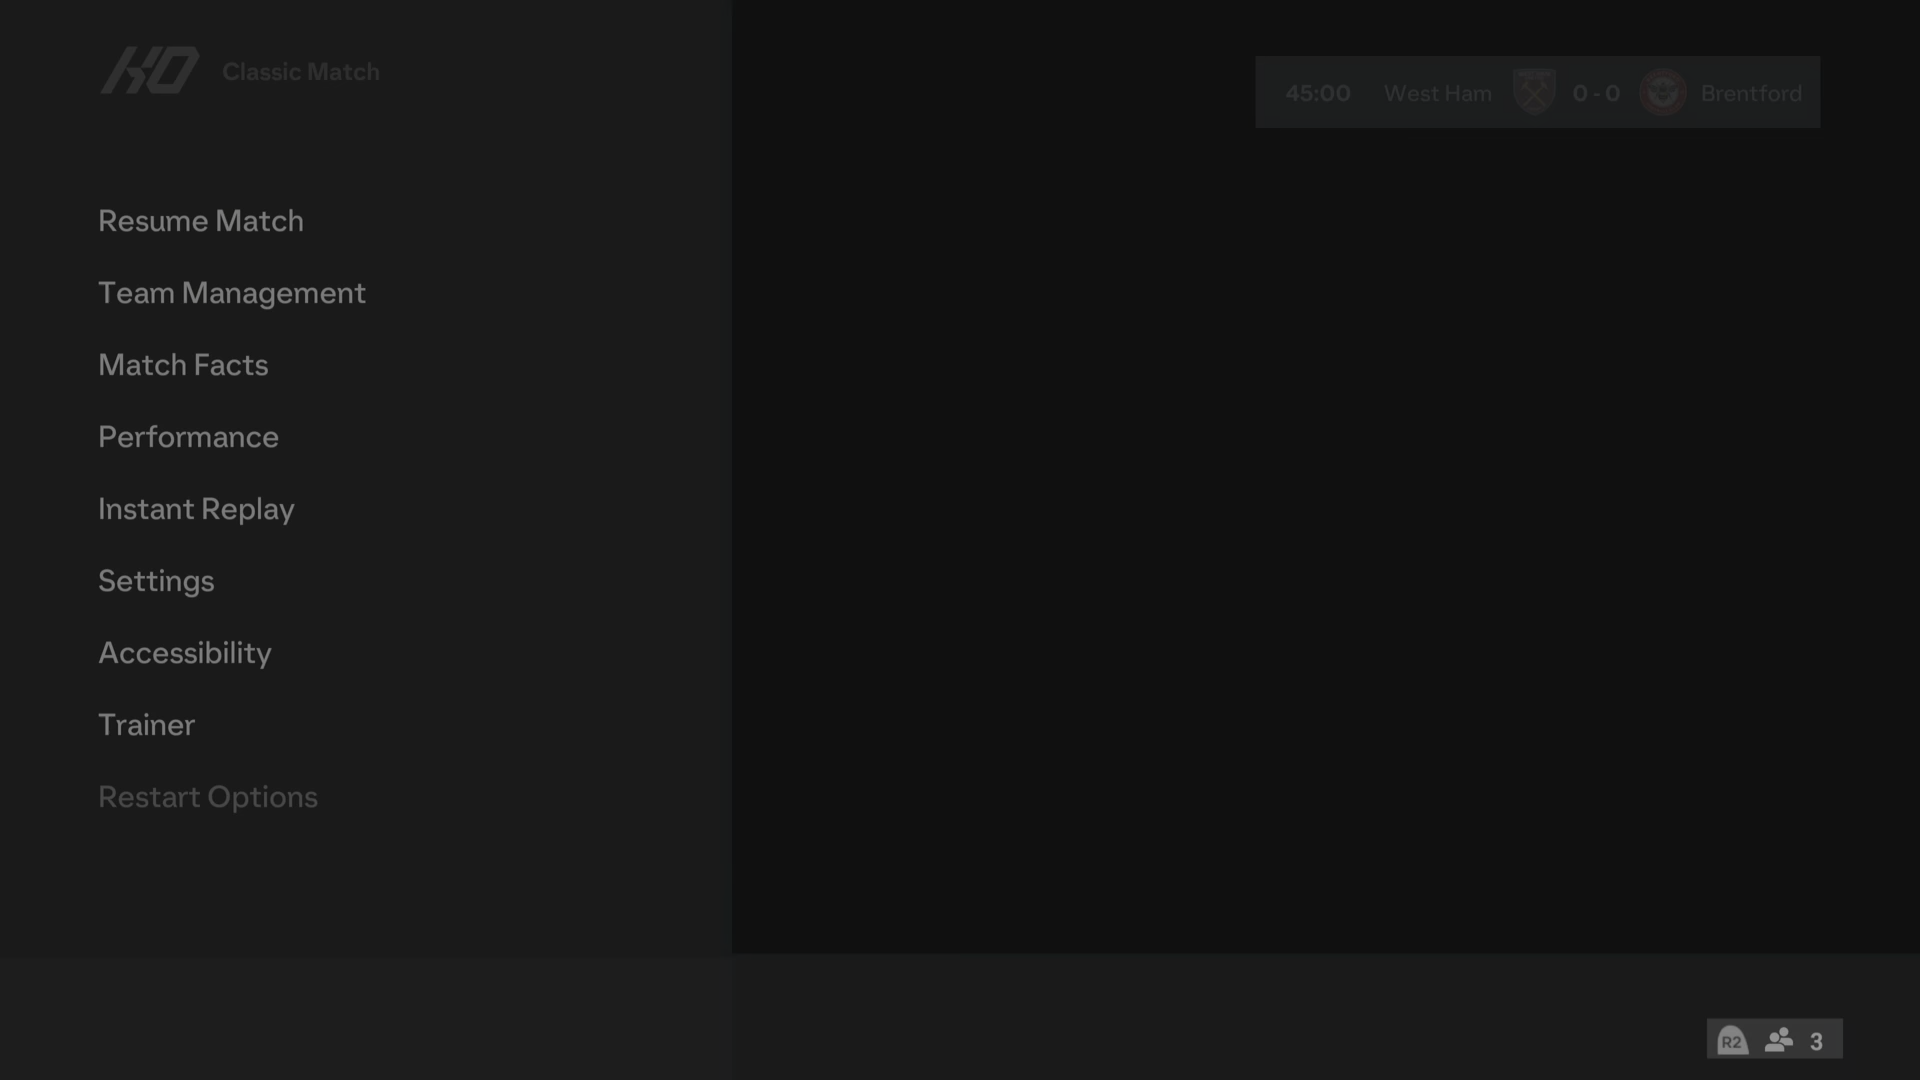 KO Classic Match
45:00 West Ham 0 - 0 Brentford
Resume Match
Team Management
Match Facts
Performance
Instant Replay
Settings
Accessibility
Trainer
Restart Options
R2 3